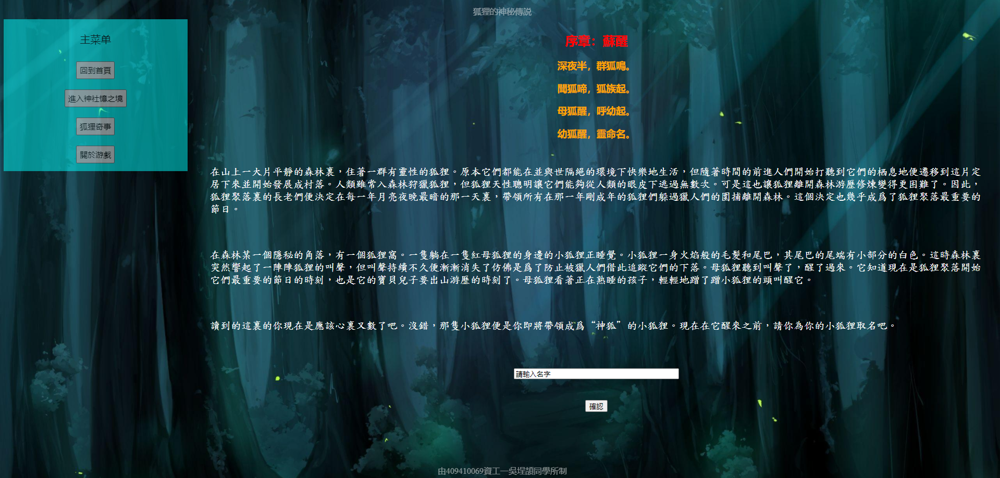 狐狸的神秘傳説
主菜单
回到首頁
進入神社憶之境
狐狸奇事
關於游戲
序章：蘇醒
深夜半，群狐鳴。
聞狐啼，狐族起。
母狐醒，呼幼起。
幼狐醒，靈命名。
在山上一大片平靜的森林裏，住著一群有靈性的狐狸。原本它們都能在並與世隔絕的環境下快樂地生活，但隨著時間的前進人們開始打聽到它們的栖息地便遷移到這片定
居下來並開始發展成村落。人類雖常入森林狩獵狐狸，但狐狸天性聰明讓它們能夠從人類的眼皮下逃過無數次。可是這也讓狐狸離開森林游歷修煉變得更困難了。因此，
狐狸聚落裏的長老們便決定在每一年月亮夜晚最暗的那一天裏，帶領所有在那一年剛成年的狐狸們躲過獵人們的圍捕離開森林。這個決定也幾乎成爲了狐狸聚落最重要的
節日。
在森林某一個隱秘的角落，有一個狐狸窩。一隻躺在一隻紅母狐狸的身邊的小狐狸正睡覺。小狐狸一身火焰般的毛髮和尾巴，其尾巴的尾端有小部分的白色。這時森林裏
突然響起了一陣陣狐狸的叫聲，但叫聲持續不久便漸漸消失了仿佛是爲了防止被獵人們借此追蹤它們的下落。母狐狸聽到叫聲了，醒了過來。它知道現在是狐狸聚落開始
它們最重要的節日的時刻，也是它的寶貝兒子要出山游歷的時刻了。母狐狸看著正在熟睡的孩子，輕輕地蹭了蹭小狐狸的頭叫醒它。
讀到的這裏的你現在是應該心裏又數了吧。沒錯，那隻小狐狸便是你即將帶領成爲“神狐”的小狐狸。現在在它醒來之前，請你為你的小狐狸取名吧。
請輸入名字
確認
由409410069資工一吳埕頡同學所制